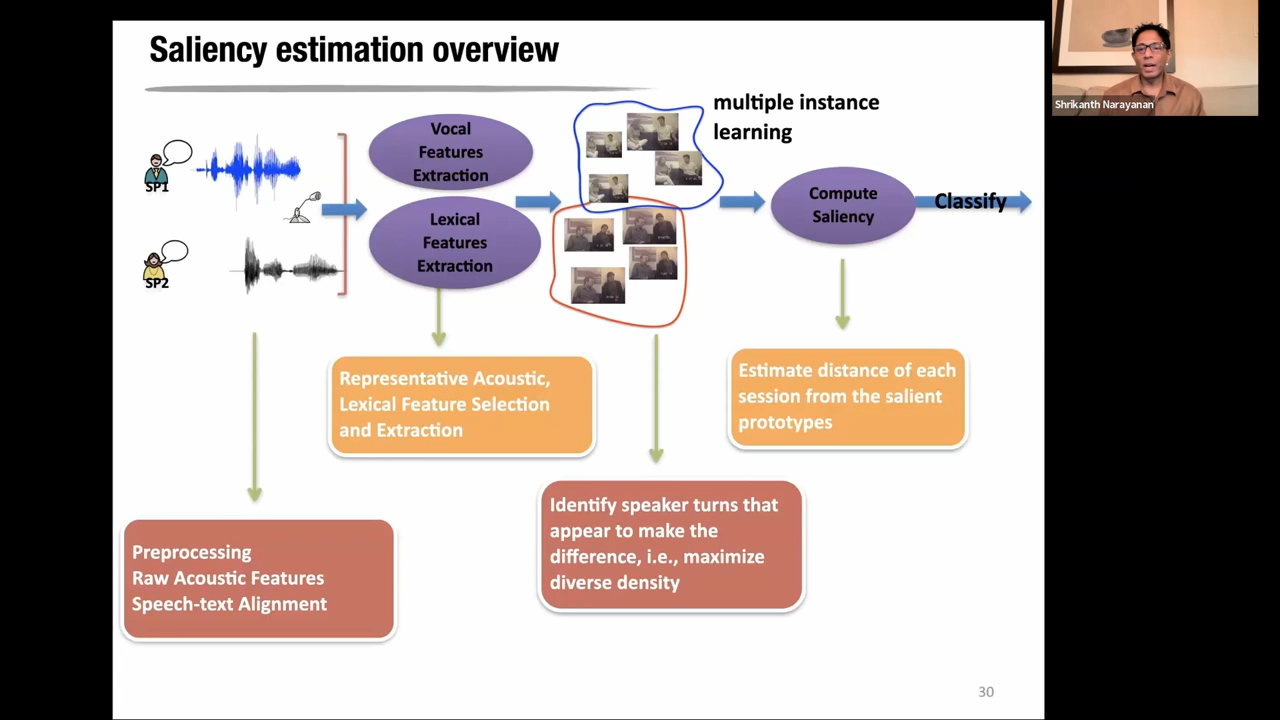 Saliency estimation overview
Shrikanth Narayanan
multiple instance
learning
SP1
SP2
Vocal
Features
Extraction
Lexical
Features
Extraction
Compute
Saliency
Classify
Representative Acoustic,
Lexical Feature Selection
and Extraction
Estimate distance of each
session from the salient
prototypes
Identify speaker turns that
appear to make the
difference, i.e., maximize
diverse density
Preprocessing
Raw Acoustic Features
Speech-text Alignment
30